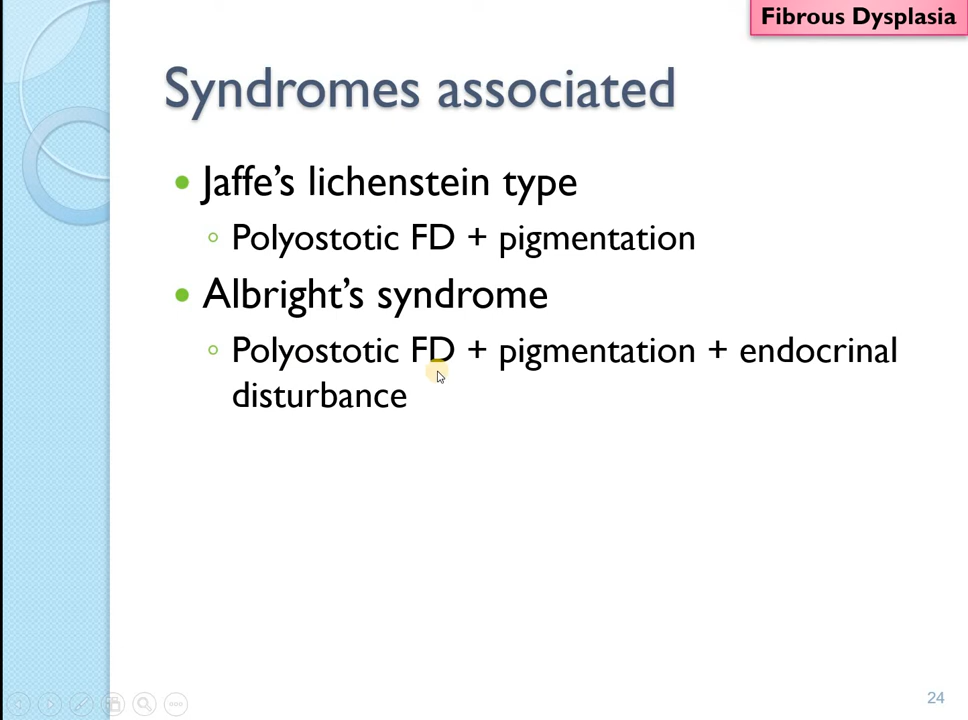 Fibrous Dysplasia
Syndromes associated
Jaffe’s lichenstein type
Polyostotic FD + pigmentation
Albright’s syndrome
Polyostotic FD + pigmentation + endocrinal
disturbance
24